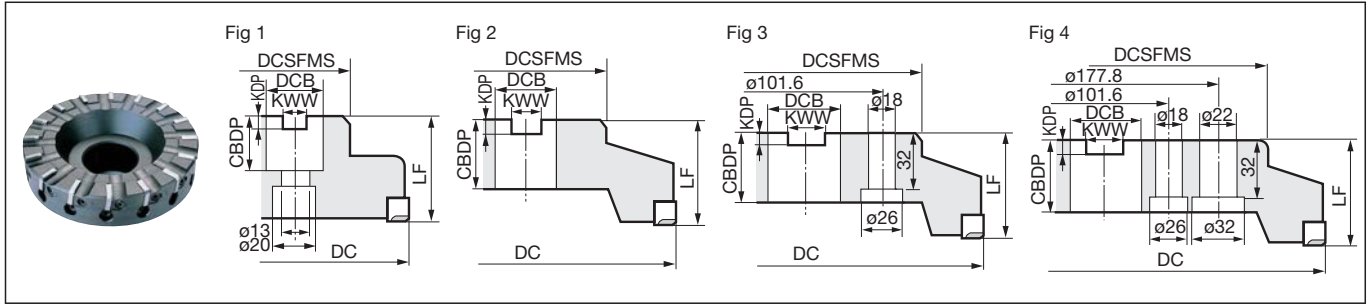 Fig 1
DCSFMS
KDP
DCB
KWW
CBDP
LF
ø13
ø20
DC
Fig 2
DCSFMS
KDP
DCB
KWW
CBDP
LF
DC
Fig 3
DCSFMS
ø101.6
KDP
DCB
ø18
KWW
CBDP
32
LF
ø26
DC
Fig 4
DCSFMS
ø177.8
ø101.6
KDP
DCB
ø18
ø22
KWW
CBDP
32
LF
ø26
ø32
DC